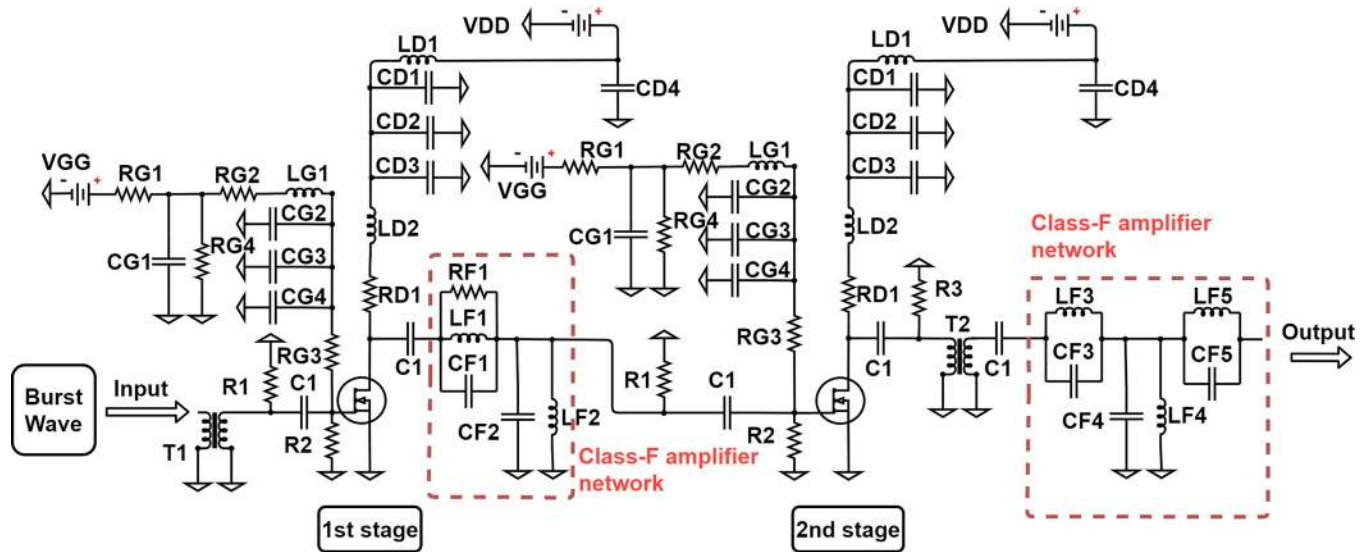 VDD - +
LD1
CD1
CD4
CD2
CD3
LD2
RD1
VGG
- +
RG1
RG2
LG1
CG2
CG1
RG4
CG3
CG4
RG3
R1
C1
R2
Burst
Wave
Input
T1
C1
RF1
LF1
CF1
CF2
LF2
Class-F amplifier
network
1st stage
- +
VGG
RG1
RG2
LG1
CG2
CG1
RG4
CG3
CG4
RG3
R1
C1
R2
VDD - +
LD1
CD1
CD4
CD2
CD3
LD2
RD1
C1
R3
T2
C1
Class-F amplifier
network
LF3
CF3
CF4
LF4
LF5
CF5
Output
2nd stage